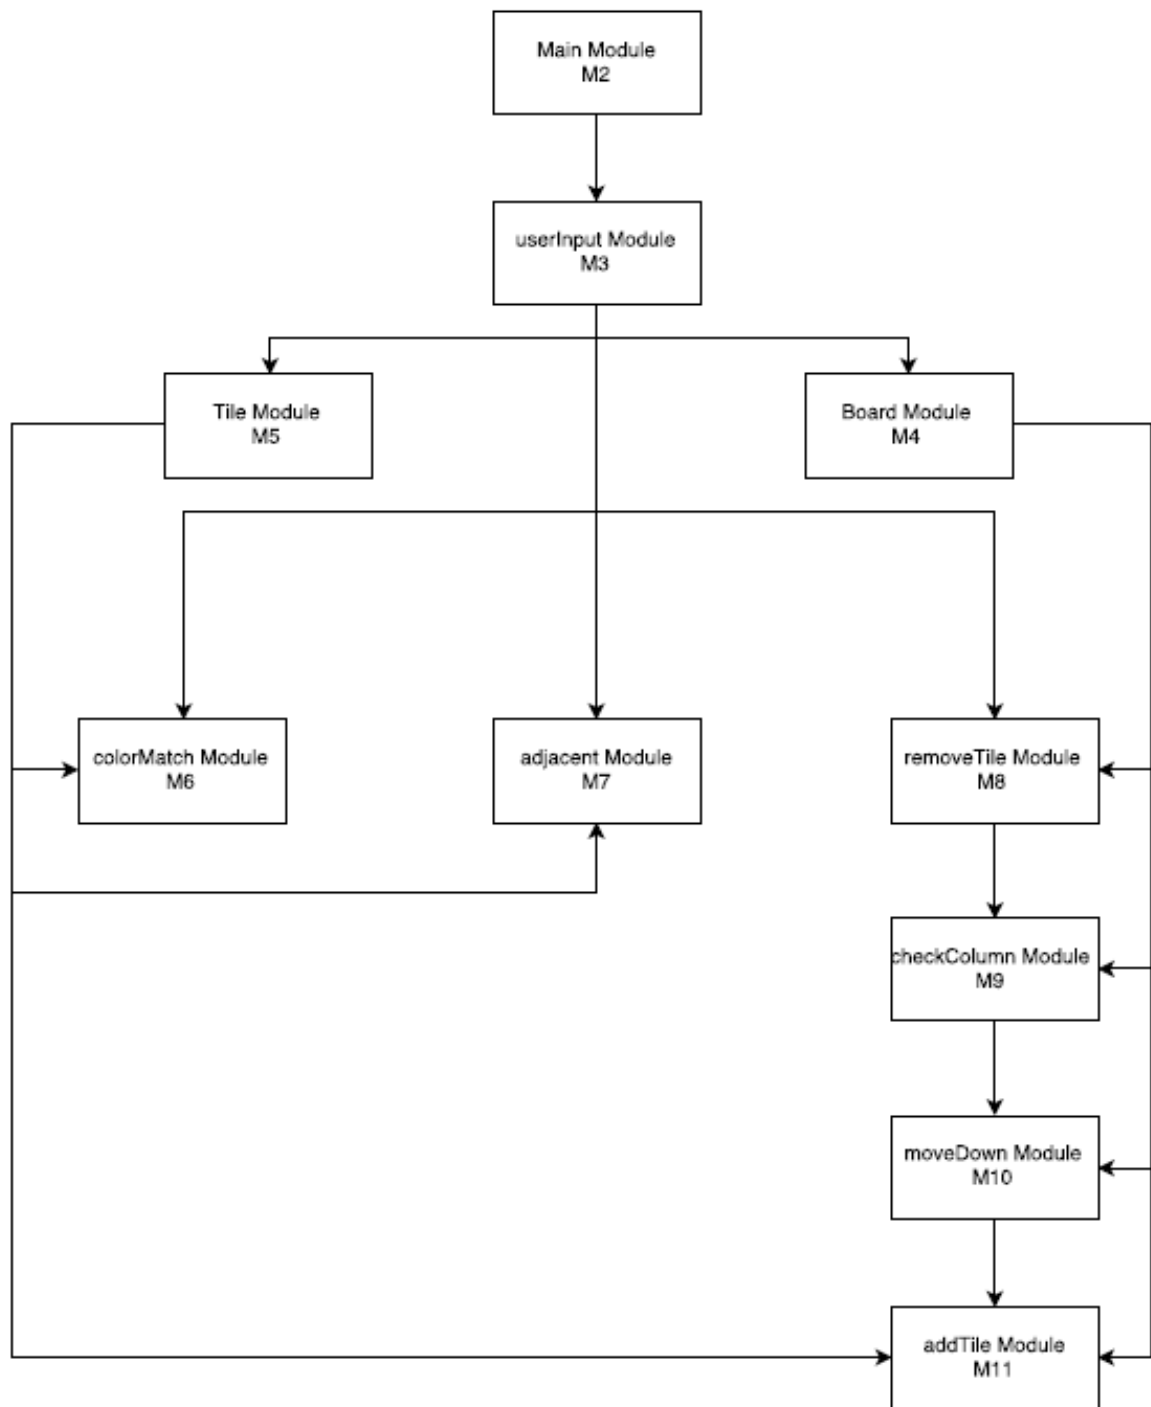 Main Module
M2
userInput Module
M3
Tile Module
M5
Board Module
M4
colorMatch Module
M6
adjacent Module
M7
removeTile Module
M8
checkColumn Module
M9
moveDown Module
M10
addTile Module
M11